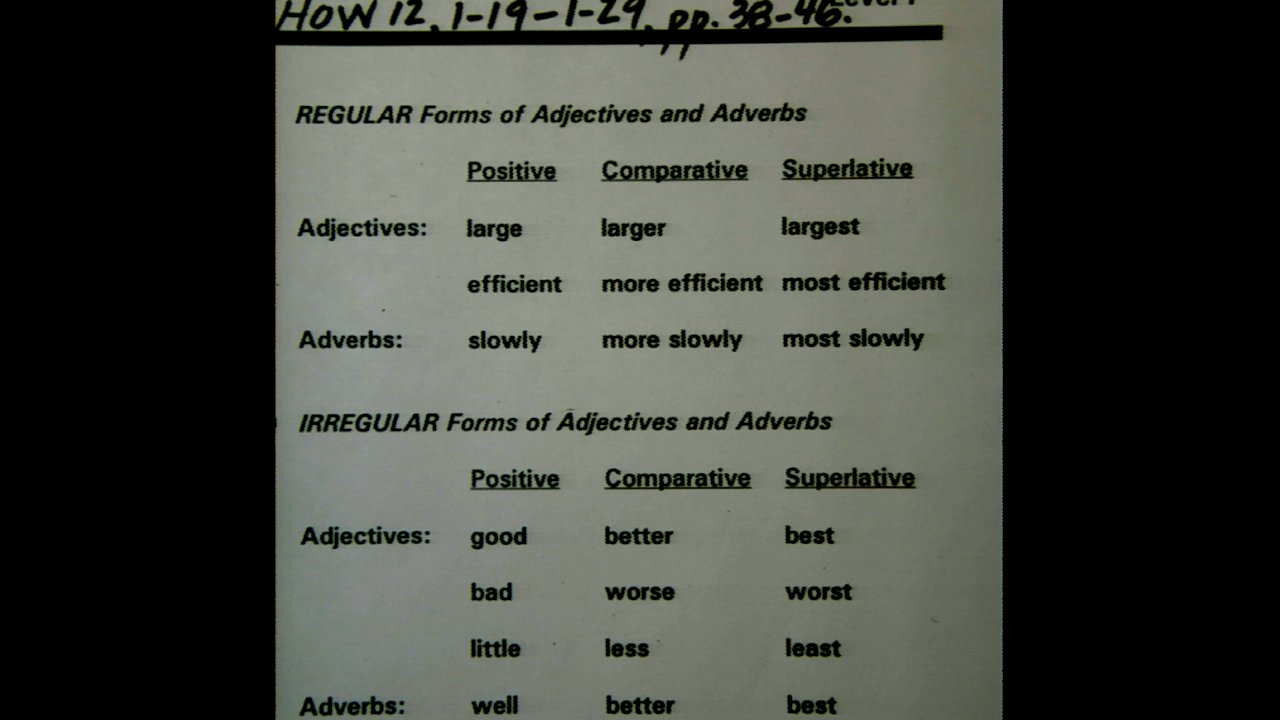 HOW 12, 1-19-1-29, pp. 38-46.
REGULAR Forms of Adjectives and Adverbs
Positive Comparative Superlative
Adjectives: large larger largest
efficient more efficient most efficient
Adverbs: slowly more slowly most slowly
IRREGULAR Forms of Adjectives and Adverbs
Positive Comparative Superlative
Adjectives: good better best
bad worse worst
little less least
Adverbs: well better best